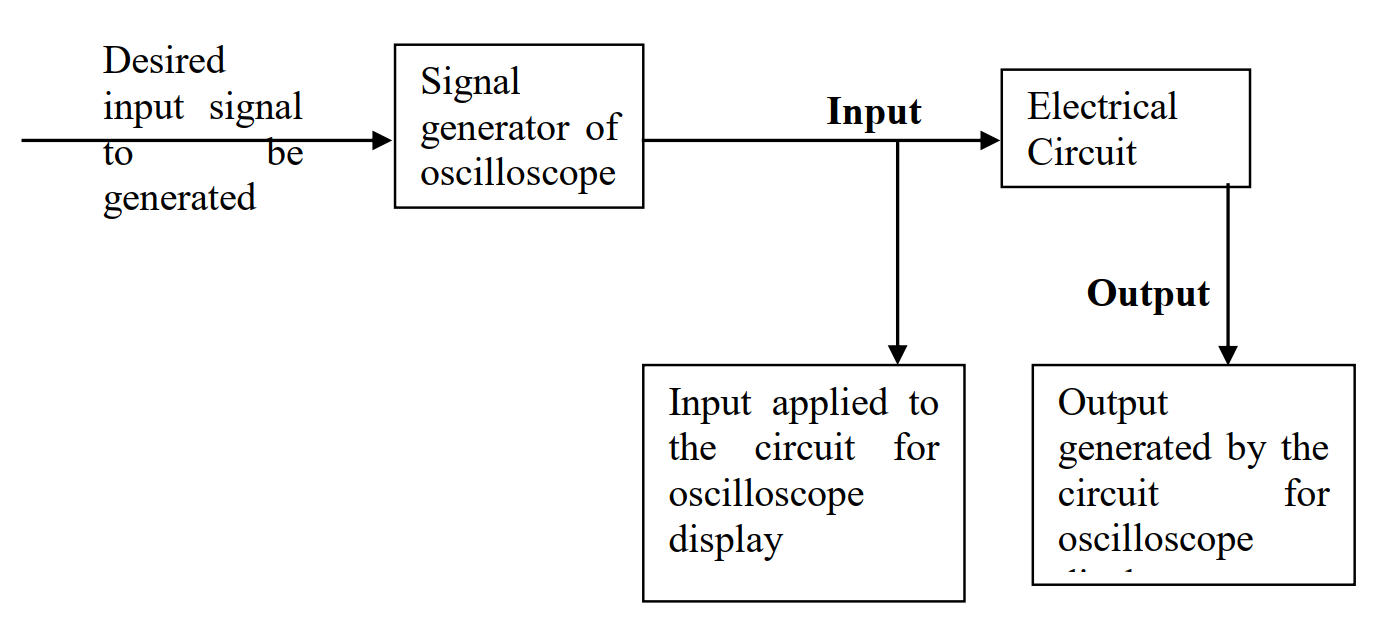 Desired
input signal
to be
generated
Signal
generator of
oscilloscope
Input
Electrical
Circuit
Output
Input applied to
the circuit for
oscilloscope
display
Output
generated by the
circuit for
oscilloscope